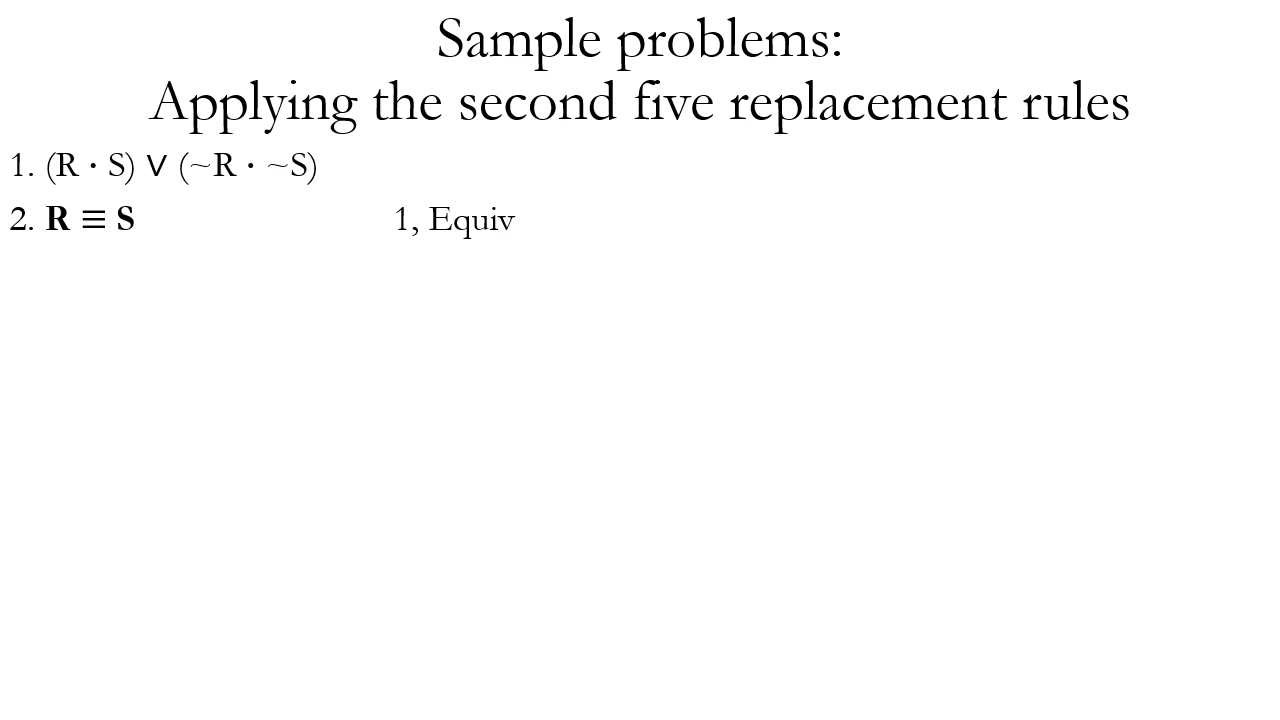 Sample problems:
Applying the second five replacement rules
1. (R · S) ∨ (~R · ~S)
2. R ≡ S 1, Equiv